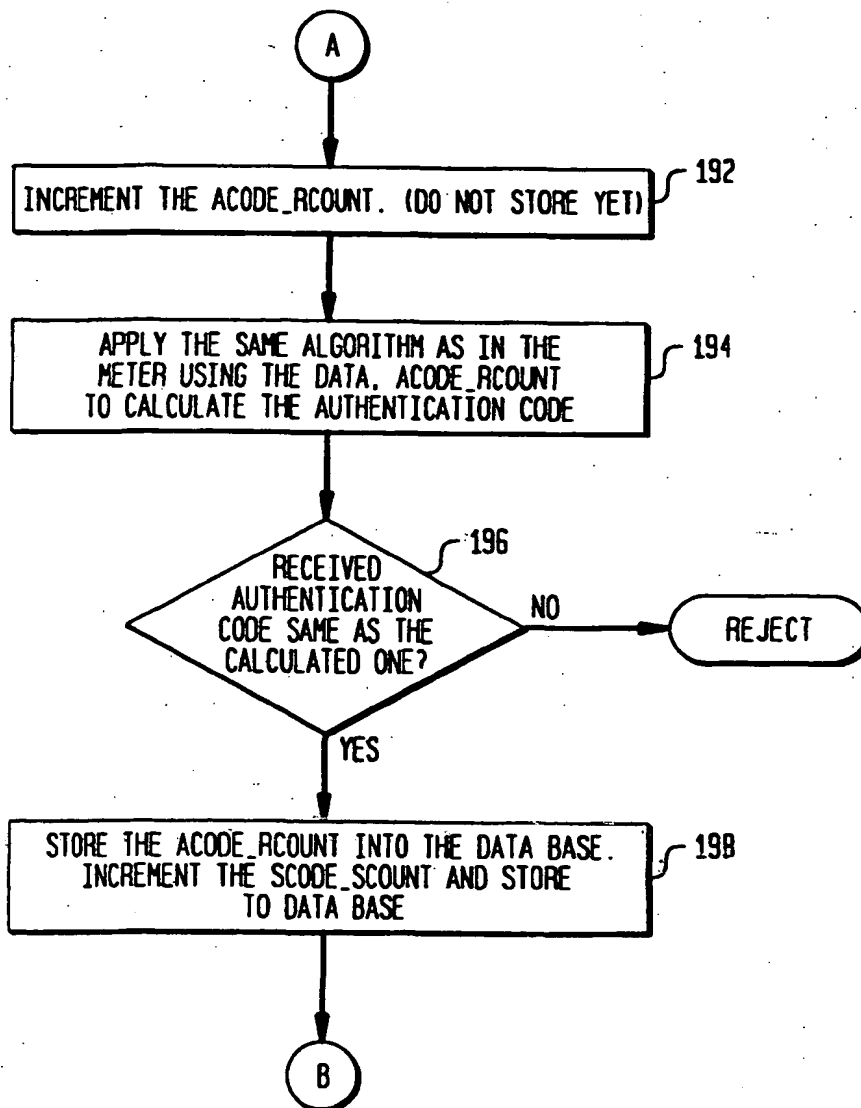 A
INCREMENT THE ACODE_RCOUNT. (DO NOT STORE YET)
192
APPLY THE SAME ALGORITHM AS IN THE
METER USING THE DATA, ACODE_RCOUNT
TO CALCULATE THE AUTHENTICATION CODE
194
RECEIVED
AUTHENTICATION
CODE SAME AS THE
CALCULATED ONE?
196
NO
REJECT
YES
STORE THE ACODE_RCOUNT INTO THE DATA BASE.
INCREMENT THE SCODE_SCOUNT AND STORE
TO DATA BASE
198
B